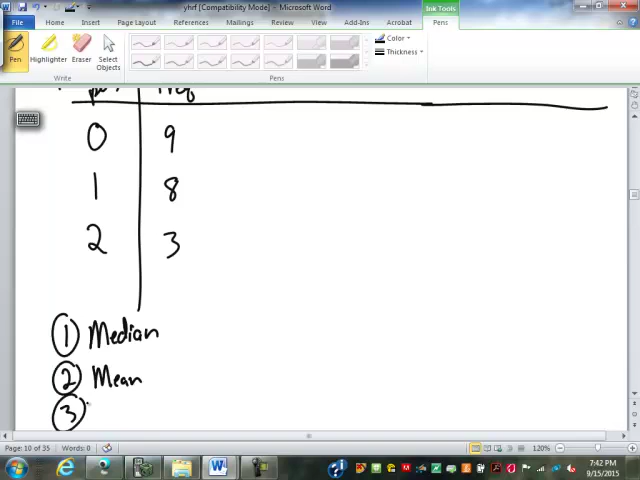 yhrf [Compatibility Mode] - Microsoft Word
Ink Tools
File Home Insert Page Layout References Mailings Review View Add-Ins Acrobat Pens
Pen Highlighter Eraser Select Objects
Color
Thickness
Write Pens
0 9
1 8
2 3
1 Median
2 Mean
3
Page: 10 of 35 Words: 0 120%
7:42 PM
9/15/2015